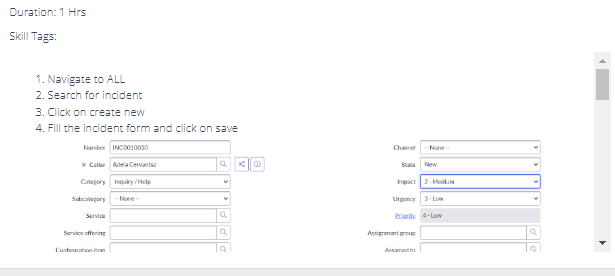 Duration: 1 Hrs
Skill Tags:
1. Navigate to ALL
2. Search for incident
3. Click on create new
4. Fill the incident form and click on save
Number INC0010030 Channel -- None --
* Caller Adela Cervantsz State New
Category Inquiry / Help Impact 2 - Medium
Subcategory -- None -- Urgency 3 - Low
Service Priority 4 - Low
Service offering Assignment group
Configuration item Assigned to